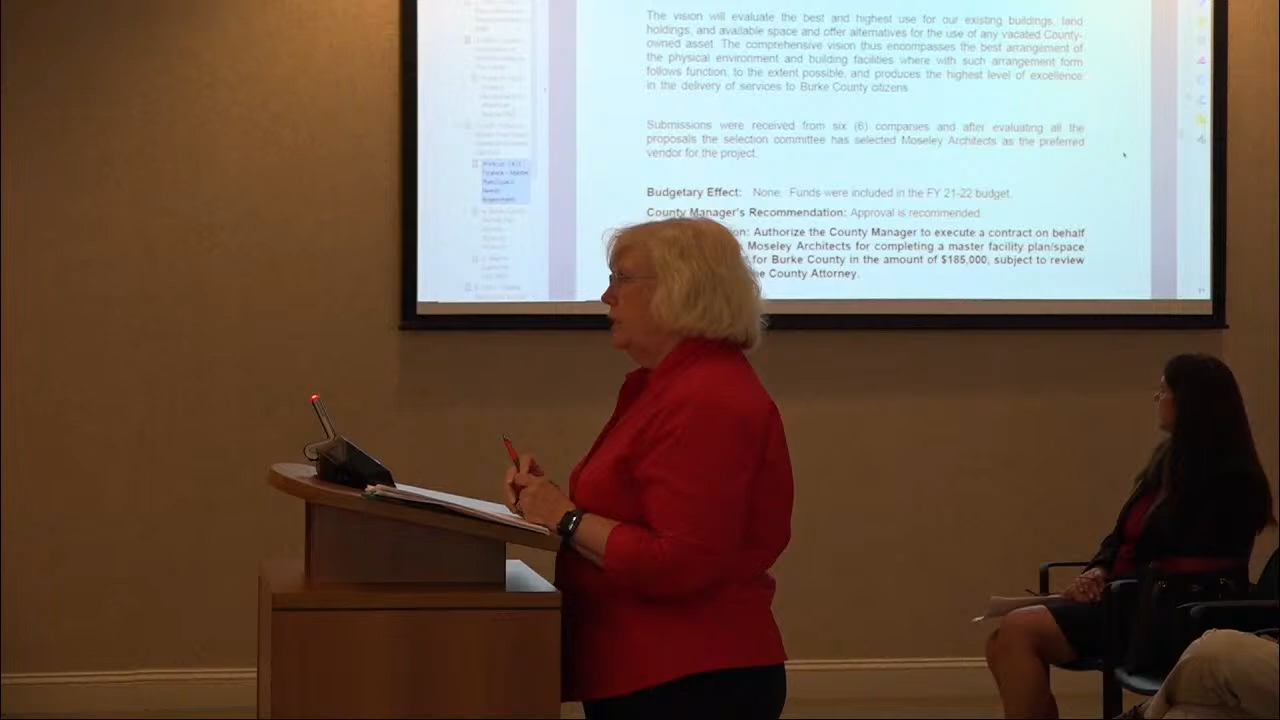 The vision will evaluate the best and highest use for our existing buildings, land
holdings, and available space and offer alternatives for the use of any vacated County-
owned asset. The comprehensive vision thus encompasses the best arrangement of
the physical environment and building facilities where with such arrangement form
follows function, to the extent possible, and produces the highest level of excellence
in the delivery of services to Burke County citizens
Submissions were received from six (6) companies and after evaluating all the
proposals the selection committee has selected Moseley Architects as the preferred
vendor for the project.
Budgetary Effect: None. Funds were included in the FY 21-22 budget.
County Manager's Recommendation: Approval is recommended
: Authorize the County Manager to execute a contract on behalf
Moseley Architects for completing a master facility plan/space
for Burke County in the amount of $185,000, subject to review
County Attorney.